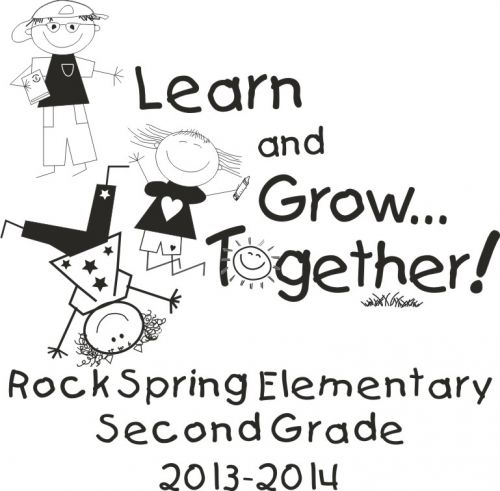 Learn
and
Grow...
Together!
Rock Spring Elementary
Second Grade
2013-2014